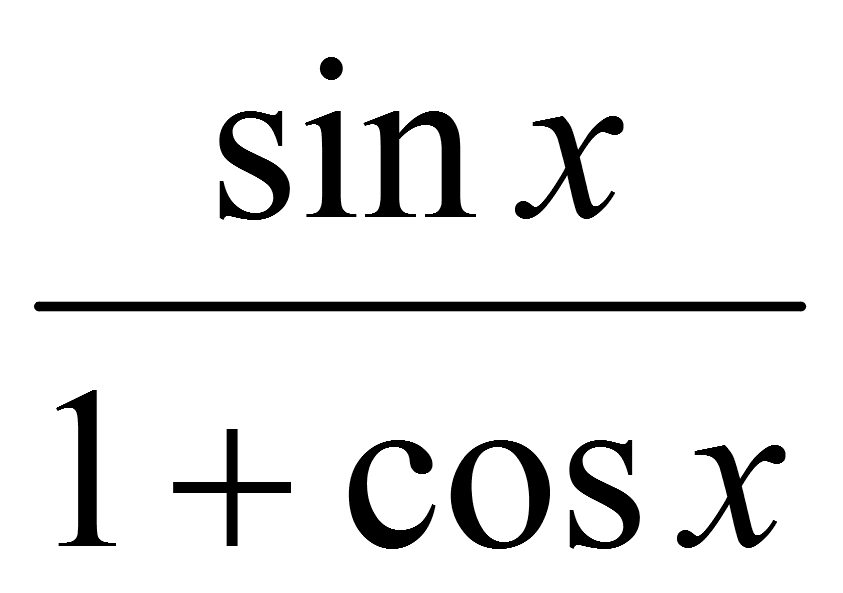 sin x
1 + cos x